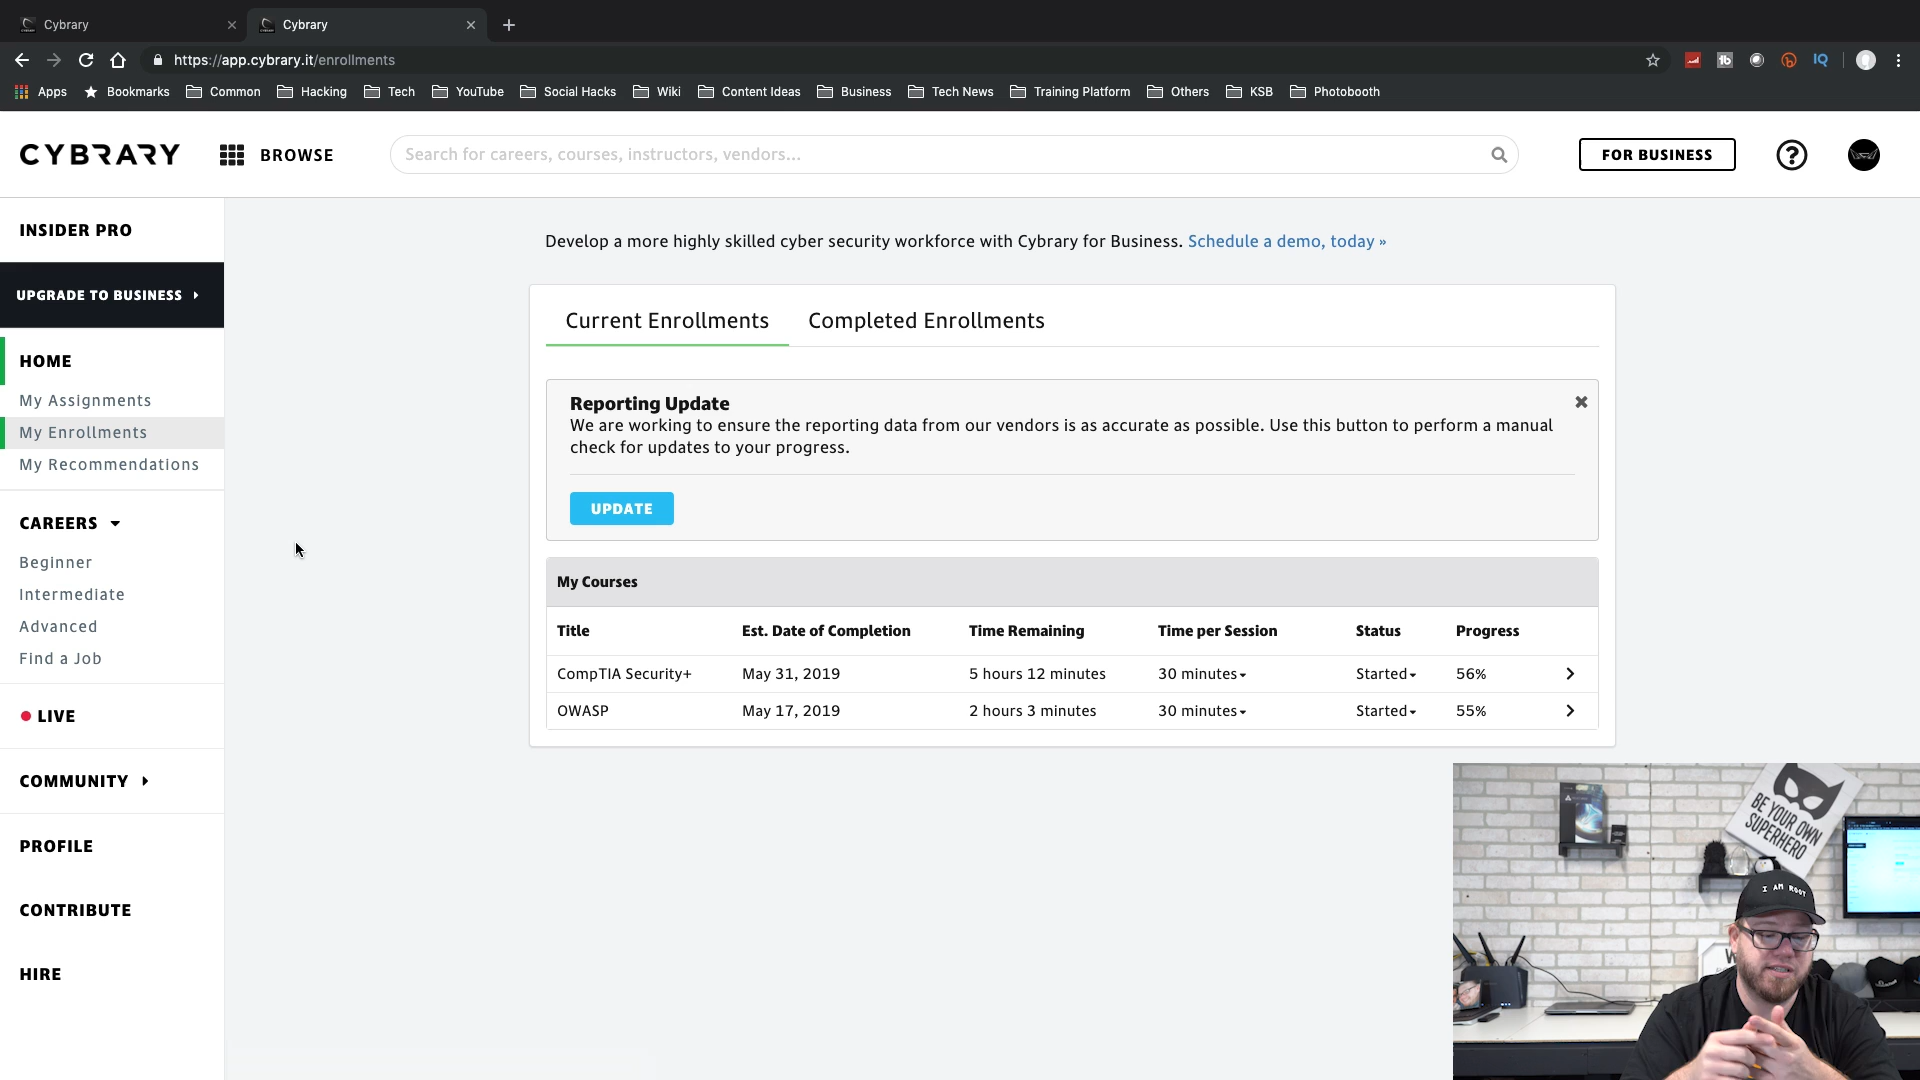 Cybrary
Cybrary
https://app.cybrary.it/enrollments
Apps
Bookmarks
Common
Hacking
Tech
YouTube
Social Hacks
Wiki
Content Ideas
Business
Tech News
Training Platform
Others
KSB
Photobooth
CYBRARY
BROWSE
Search for careers, courses, instructors, vendors...
FOR BUSINESS
INSIDER PRO
UPGRADE TO BUSINESS
HOME
My Assignments
My Enrollments
My Recommendations
CAREERS
Beginner
Intermediate
Advanced
Find a Job
LIVE
COMMUNITY
PROFILE
CONTRIBUTE
HIRE
Develop a more highly skilled cyber security workforce with Cybrary for Business. Schedule a demo, today »
Current Enrollments
Completed Enrollments
Reporting Update
We are working to ensure the reporting data from our vendors is as accurate as possible. Use this button to perform a manual
check for updates to your progress.
UPDATE
My Courses
Title Est. Date of Completion Time Remaining Time per Session Status Progress
CompTIA Security+ May 31, 2019 5 hours 12 minutes 30 minutes Started 56%
OWASP May 17, 2019 2 hours 3 minutes 30 minutes Started 55%
BE YOUR OWN
SUPERHERO
I AM ROOT